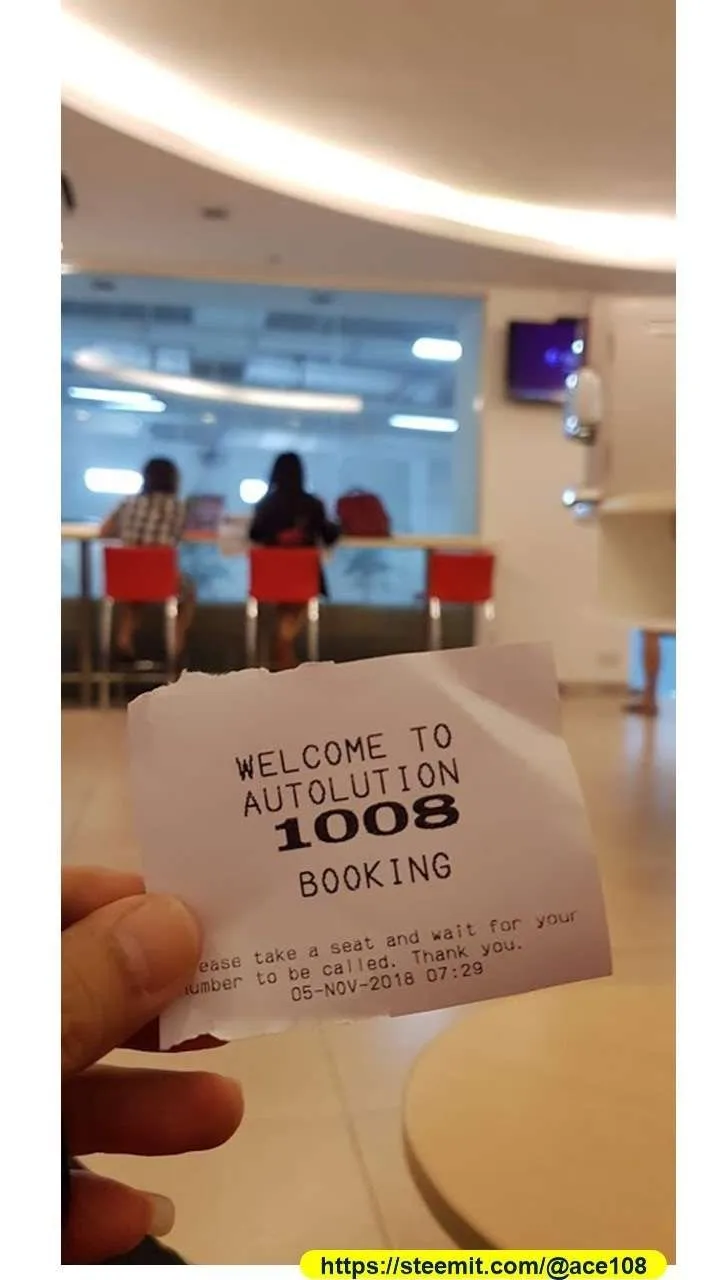 WELCOME TO
AUTOLUTION
1008
BOOKING
ease take a seat and wait for your
umber to be called. Thank you.
05-NOV-2018 07:29
https://steemit.com/@ace108